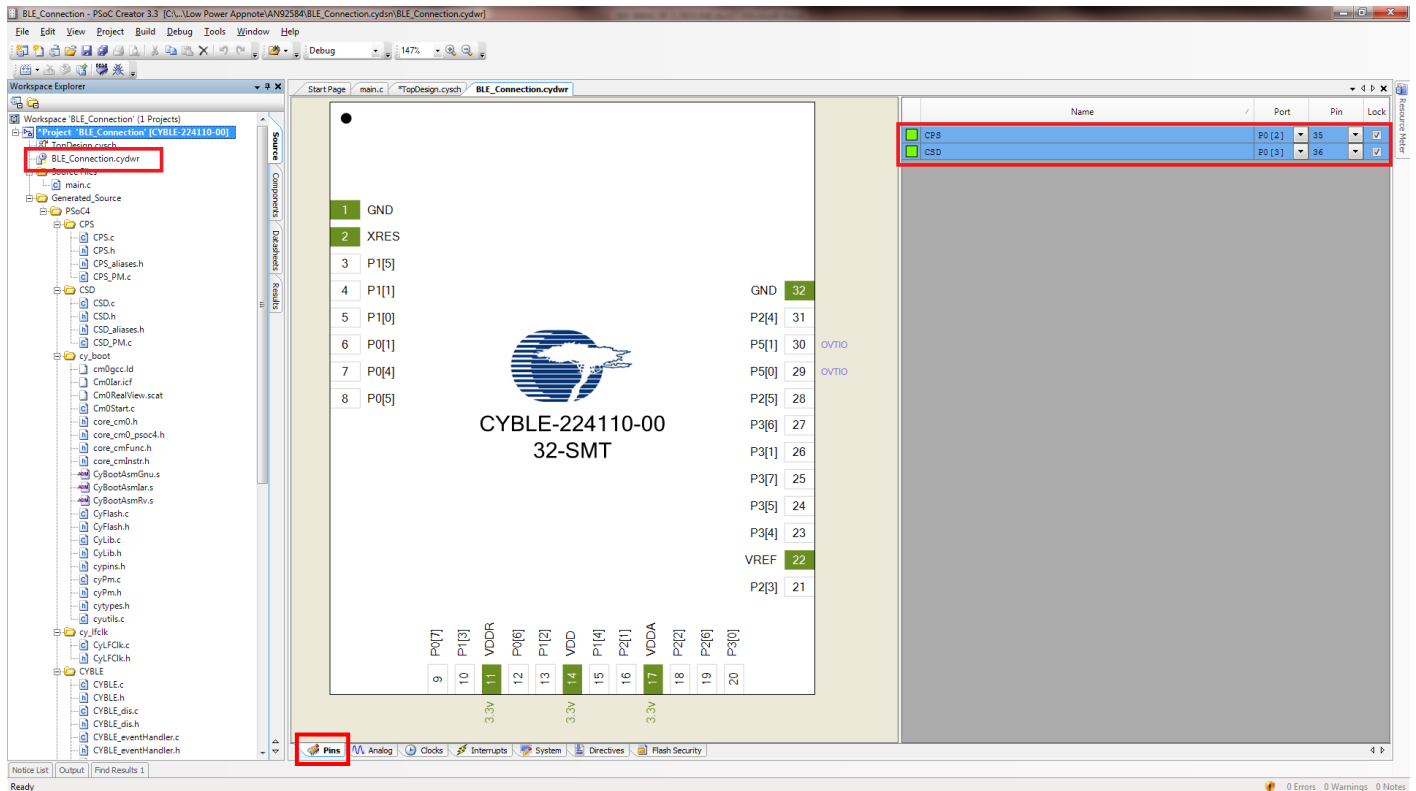 BLE_Connection - PSoC Creator 3.3 [C:\...\Low Power Appnote\AN92584\BLE_Connection.cydsn\BLE_Connection.cydwr]
File Edit View Project Build Debug Tools Window Help
Debug 147%
Workspace Explorer
Start Page main.c *TopDesign.cysch BLE_Connection.cydwr
Workspace 'BLE_Connection' (1 Projects)
*Project 'BLE_Connection' [CYBLE-224110-00]
TopDesign.cysch
BLE_Connection.cydwr
Source Files
main.c
Generated_Source
PSoC4
CPS
CPS.c
CPS.h
CPS_aliases.h
CPS_PM.c
CSD
CSD.c
CSD.h
CSD_aliases.h
CSD_PM.c
cy_boot
cm0gcc.ld
Cm0Iar.icf
Cm0RealView.scat
Cm0Start.c
core_cm0.h
core_cm0_psoc4.h
core_cmFunc.h
core_cmInstr.h
CyBootAsmGnu.s
CyBootAsmIar.s
CyBootAsmRv.s
CyFlash.c
CyFlash.h
CyLib.c
CyLib.h
cypins.h
cyPm.c
cyPm.h
cytypes.h
cyutils.c
cy_lfclk
CyLFClk.c
CyLFClk.h
CYBLE
CYBLE.c
CYBLE.h
CYBLE_dis.c
CYBLE_dis.h
CYBLE_eventHandler.c
CYBLE_eventHandler.h
Source
Components
Datasheets
Results
1 GND
2 XRES
3 P1[5]
4 P1[1]
5 P1[0]
6 P0[1]
7 P0[4]
8 P0[5]
CYBLE-224110-00
32-SMT
GND 32
P2[4] 31
P5[1] 30 OVTIO
P5[0] 29 OVTIO
P2[5] 28
P3[6] 27
P3[1] 26
P3[7] 25
P3[5] 24
P3[4] 23
VREF 22
P2[3] 21
P0[7] P1[3] VDDR P0[6] P1[2] VDD P1[4] P2[1] VDDA P2[2] P2[6] P3[0]
9 10 11 12 13 14 15 16 17 18 19 20
3.3v 3.3v 3.3v
Name Port Pin Lock
CPS P0[2] 35
CSD P0[3] 36
Resource Meter
Pins Analog Clocks Interrupts System Directives Flash Security
Notice List Output Find Results 1
Ready 0 Errors 0 Warnings 0 Notes